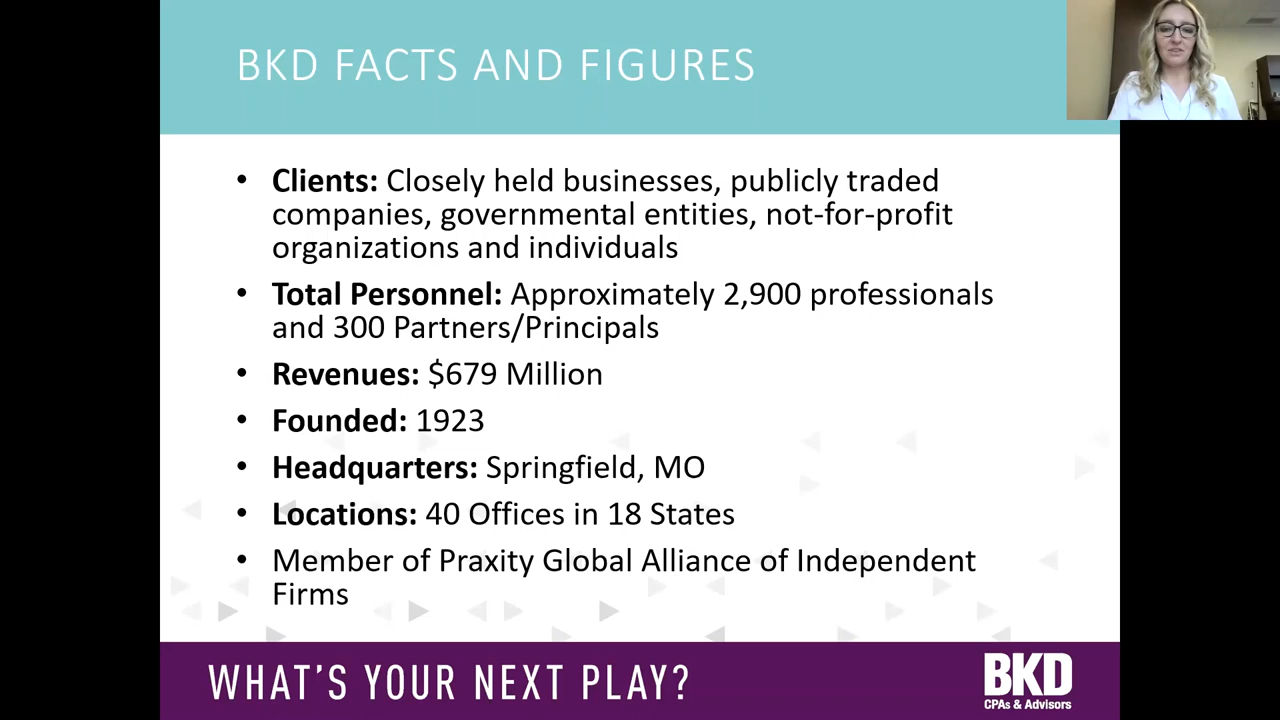 BKD FACTS AND FIGURES
• Clients: Closely held businesses, publicly traded
companies, governmental entities, not-for-profit
organizations and individuals
• Total Personnel: Approximately 2,900 professionals
and 300 Partners/Principals
• Revenues: $679 Million
• Founded: 1923
• Headquarters: Springfield, MO
• Locations: 40 Offices in 18 States
• Member of Praxity Global Alliance of Independent
Firms
WHAT'S YOUR NEXT PLAY?
BKD
CPAs & Advisors